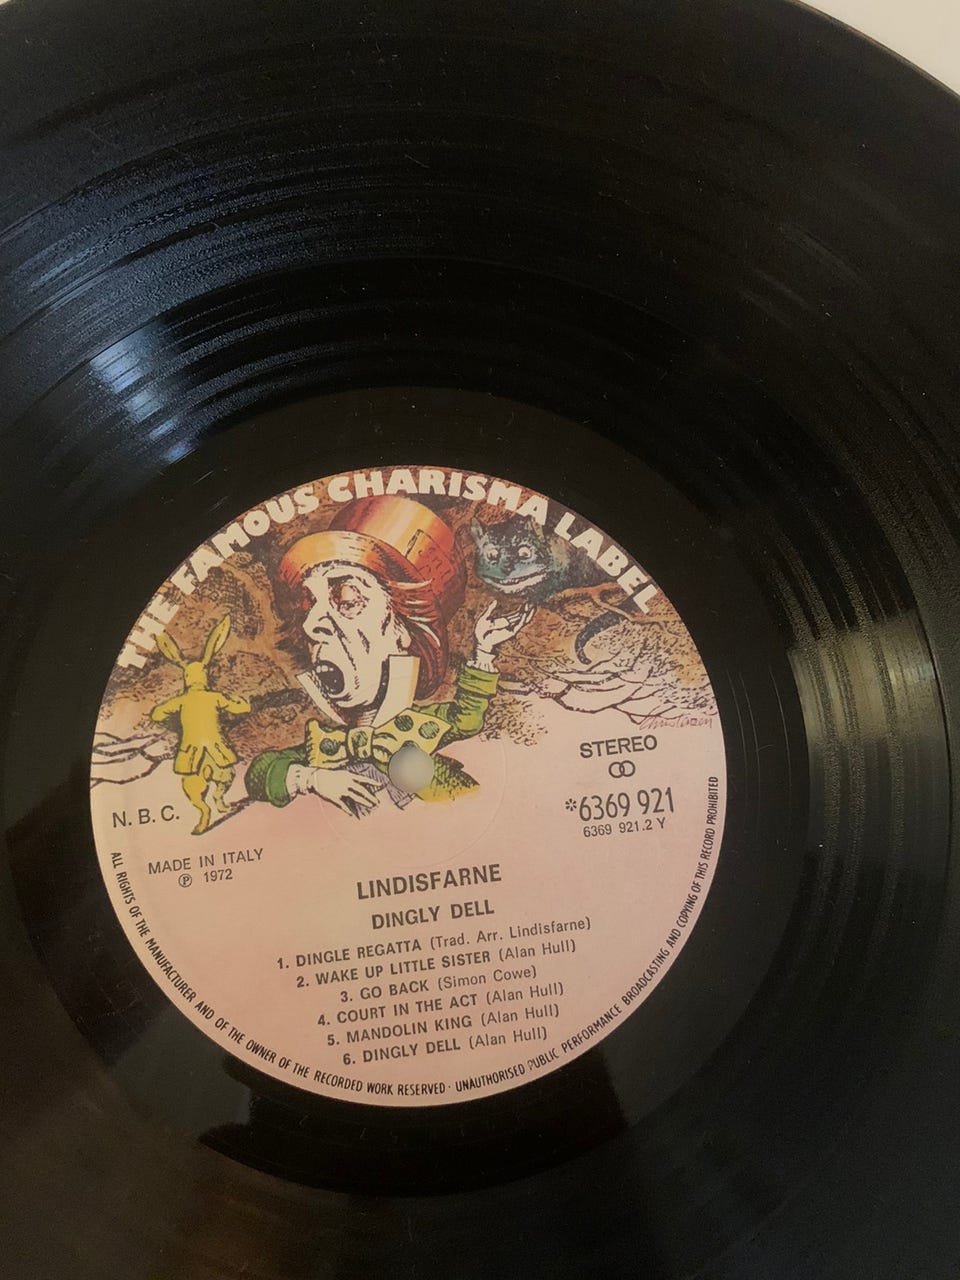 THE FAMOUS CHARISMA LABEL
Christensen
STEREO
N. B. C.
*6369 921
6369 921.2 Y
MADE IN ITALY
Ⓟ 1972
LINDISFARNE
DINGLY DELL
1. DINGLE REGATTA (Trad. Arr. Lindisfarne)
2. WAKE UP LITTLE SISTER (Alan Hull)
3. GO BACK (Simon Cowe)
4. COURT IN THE ACT (Alan Hull)
5. MANDOLIN KING (Alan Hull)
6. DINGLY DELL (Alan Hull)
ALL RIGHTS OF THE MANUFACTURER AND OF THE OWNER OF THE RECORDED WORK RESERVED · UNAUTHORISED PUBLIC PERFORMANCE BROADCASTING AND COPYING OF THIS RECORD PROHIBITED